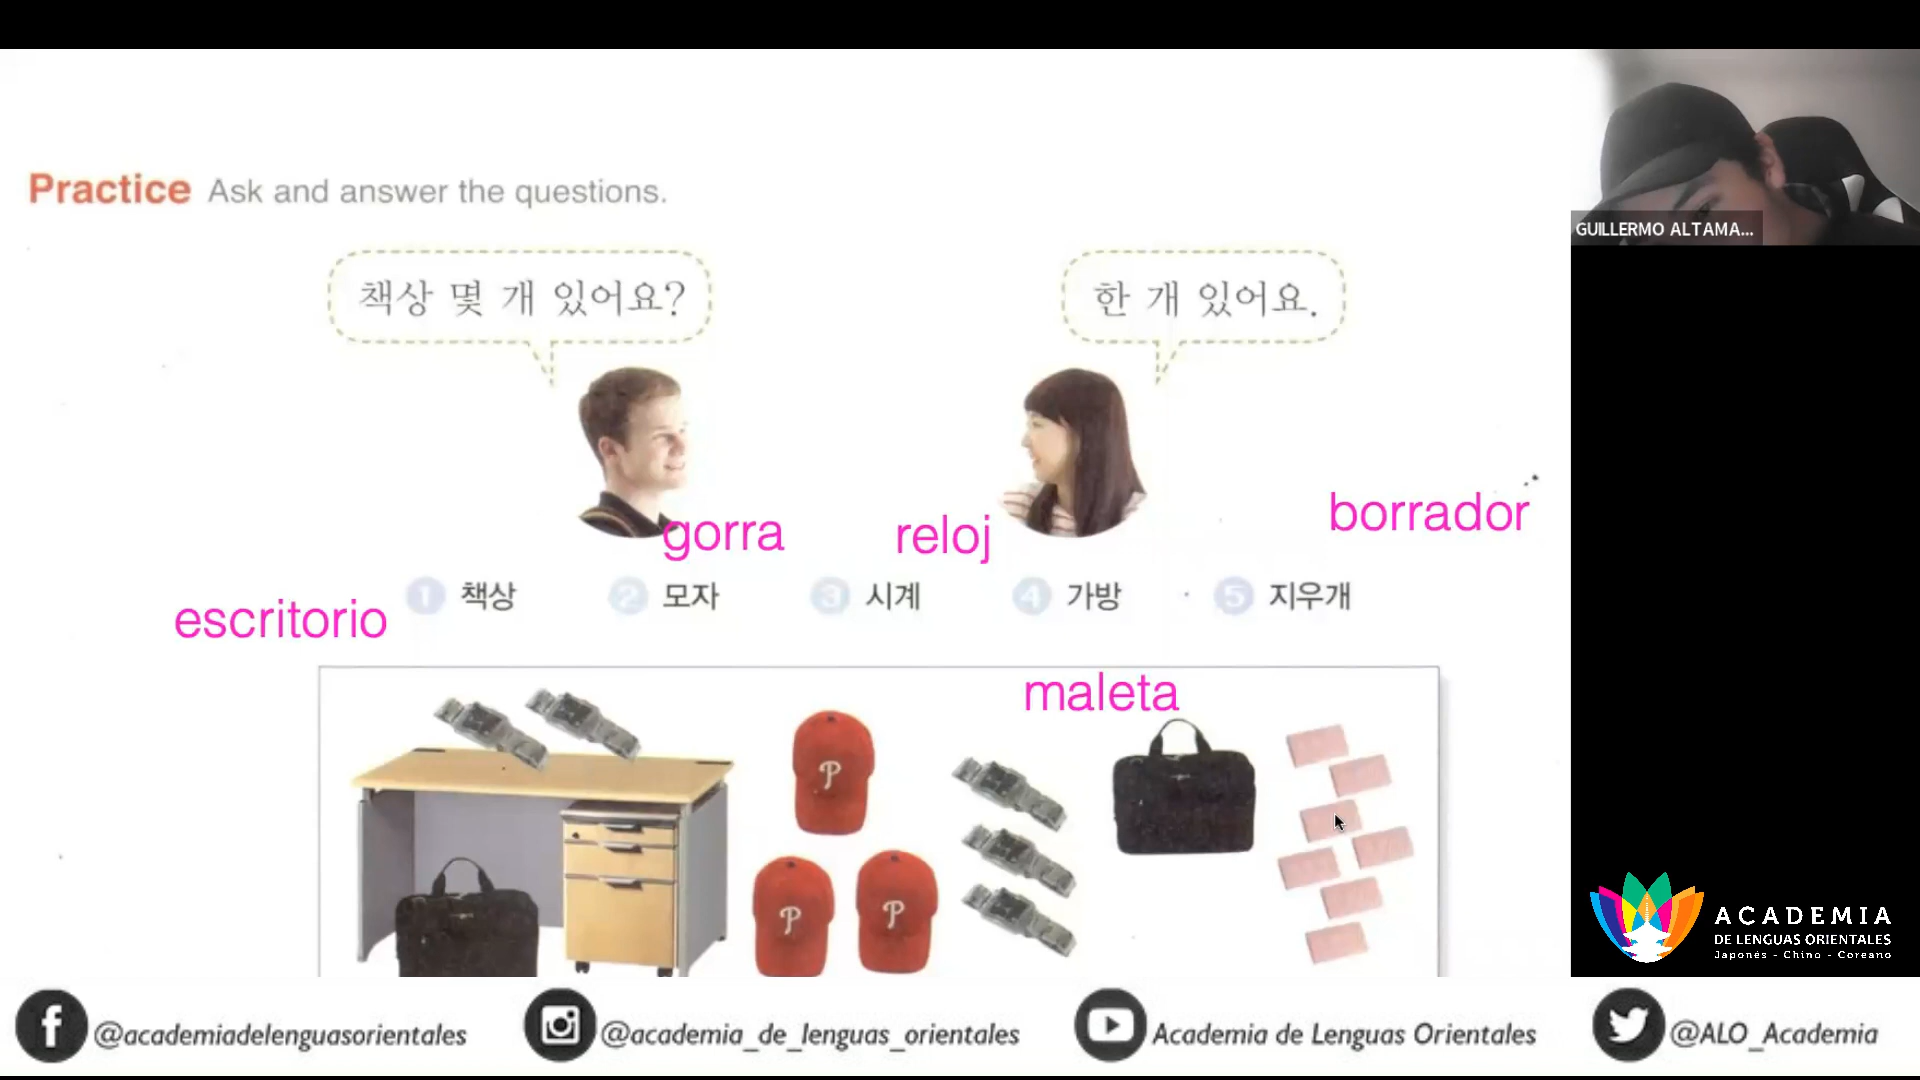 Practice Ask and answer the questions.
GUILLERMO ALTAMA...
책상 몇 개 있어요?
한 개 있어요.
gorra
reloj
borrador
escritorio
1 책상
2 모자
3 시계
4 가방
5 지우개
maleta
P
P
P
ACADEMIA
DE LENGUAS ORIENTALES
Japonés - Chino - Coreano
@academiadelenguasorientales
@academia_de_lenguas_orientales
Academia de Lenguas Orientales
@ALO_Academia